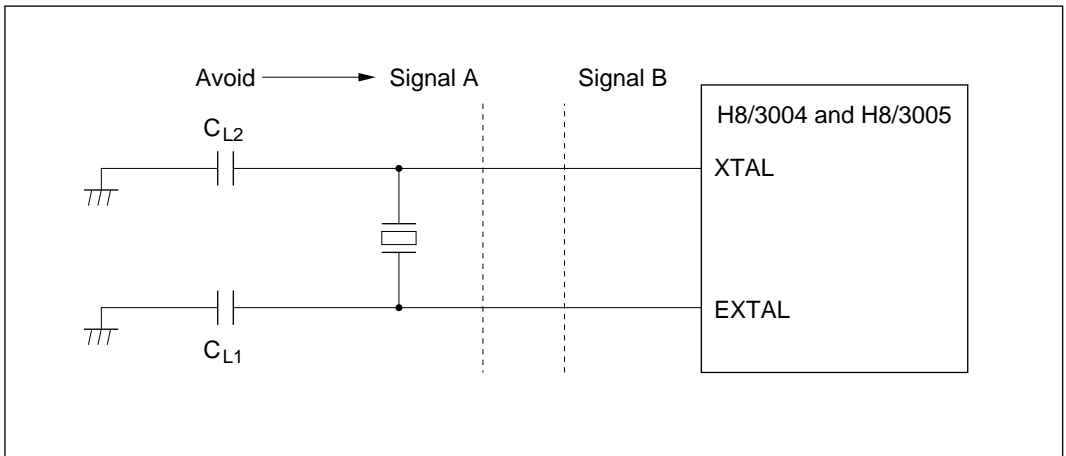 Avoid Signal A Signal B
H8/3004 and H8/3005
CL2
XTAL
EXTAL
CL1